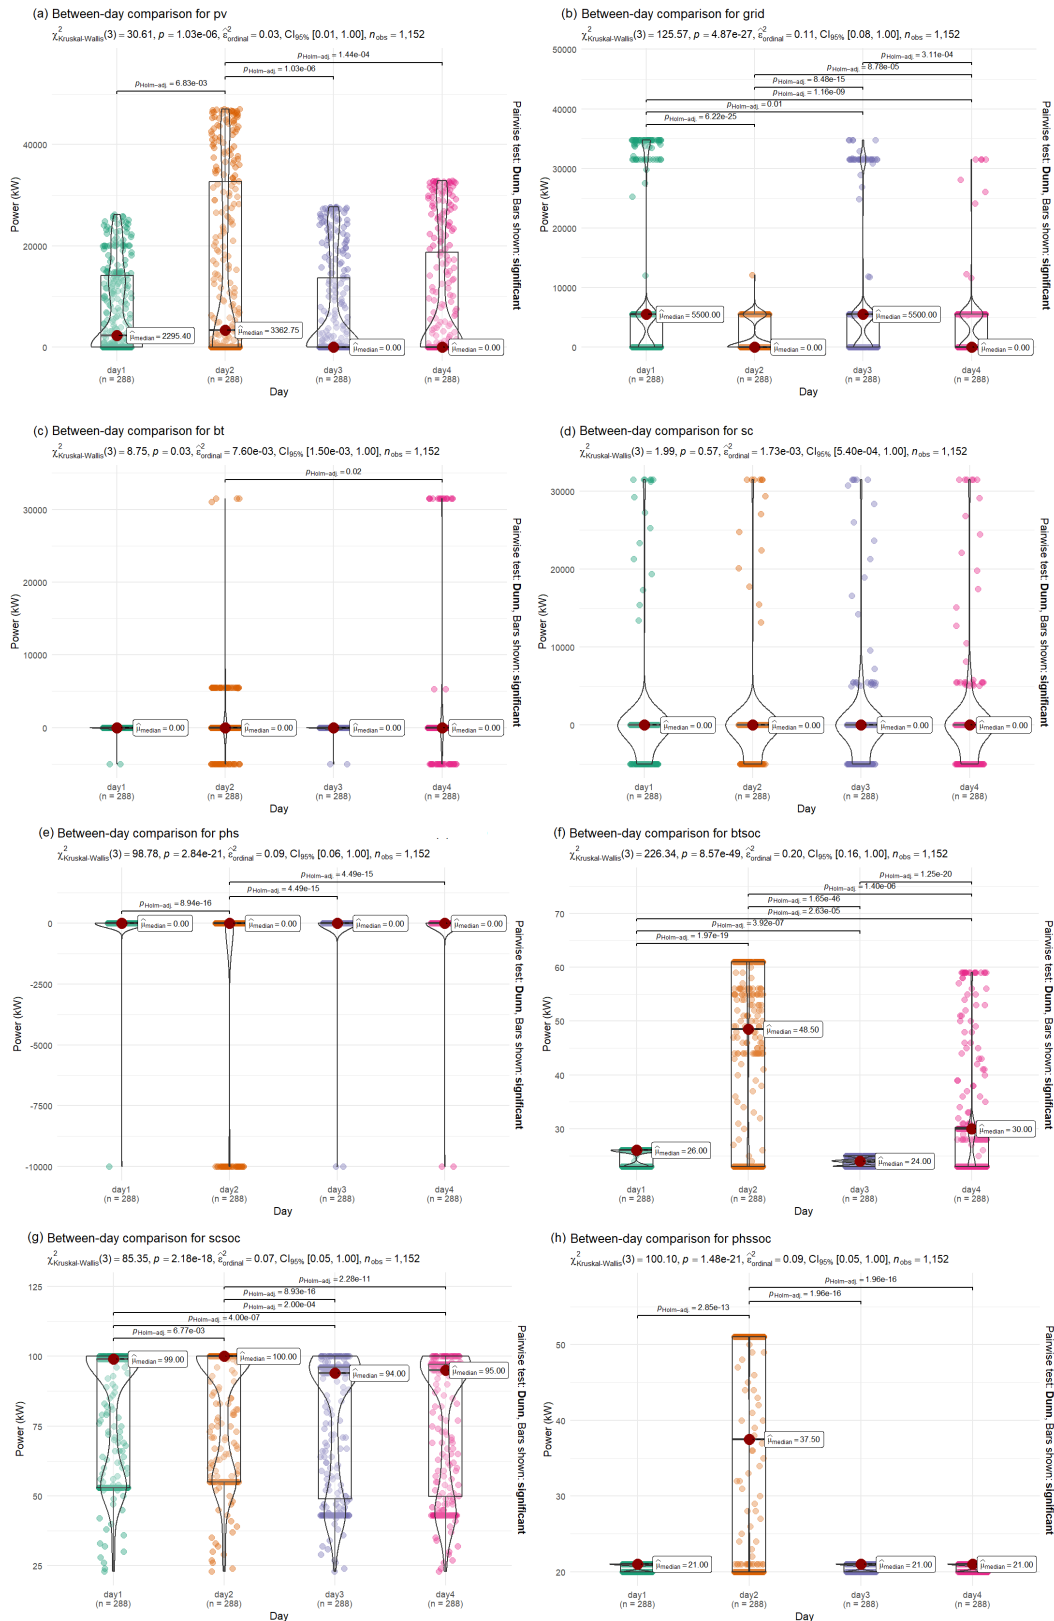 (a) Between-day comparison for pv
χ²Kruskal-Wallis(3) = 30.61, p = 1.03e-06, ε̂²ordinal = 0.03, CI95% [0.01, 1.00], nobs = 1,152
pHolm-adj. = 1.44e-04
pHolm-adj. = 1.03e-06
pHolm-adj. = 6.83e-03
40000
20000
0
Power (kW)
μ̂median = 2295.40
μ̂median = 3362.75
μ̂median = 0.00
μ̂median = 0.00
day1 day2 day3 day4
(n = 288) (n = 288) (n = 288) (n = 288)
Day
Pairwise test: Dunn, Bars shown: significant
(b) Between-day comparison for grid
χ²Kruskal-Wallis(3) = 125.57, p = 4.87e-27, ε̂²ordinal = 0.11, CI95% [0.08, 1.00], nobs = 1,152
50000
pHolm-adj. = 3.11e-04
pHolm-adj. = 8.78e-05
pHolm-adj. = 8.48e-15
pHolm-adj. = 1.16e-09
pHolm-adj. = 0.01
pHolm-adj. = 6.22e-25
40000
30000
20000
10000
0
Power (kW)
μ̂median = 5500.00
μ̂median = 0.00
μ̂median = 5500.00
μ̂median = 0.00
day1 day2 day3 day4
(n = 288) (n = 288) (n = 288) (n = 288)
Day
Pairwise test: Dunn, Bars shown: significant
(c) Between-day comparison for bt
χ²Kruskal-Wallis(3) = 8.75, p = 0.03, ε̂²ordinal = 7.60e-03, CI95% [1.50e-03, 1.00], nobs = 1,152
pHolm-adj. = 0.02
30000
20000
10000
0
Power (kW)
μ̂median = 0.00
μ̂median = 0.00
μ̂median = 0.00
μ̂median = 0.00
day1 day2 day3 day4
(n = 288) (n = 288) (n = 288) (n = 288)
Day
Pairwise test: Dunn, Bars shown: significant
(d) Between-day comparison for sc
χ²Kruskal-Wallis(3) = 1.99, p = 0.57, ε̂²ordinal = 1.73e-03, CI95% [5.40e-04, 1.00], nobs = 1,152
30000
20000
10000
0
Power (kW)
μ̂median = 0.00
μ̂median = 0.00
μ̂median = 0.00
μ̂median = 0.00
day1 day2 day3 day4
(n = 288) (n = 288) (n = 288) (n = 288)
Day
Pairwise test: Dunn, Bars shown: significant
(e) Between-day comparison for phs
χ²Kruskal-Wallis(3) = 98.78, p = 2.84e-21, ε̂²ordinal = 0.09, CI95% [0.06, 1.00], nobs = 1,152
pHolm-adj. = 4.49e-15
pHolm-adj. = 4.49e-15
pHolm-adj. = 8.94e-16
0
-2500
-5000
-7500
-10000
Power (kW)
μ̂median = 0.00
μ̂median = 0.00
μ̂median = 0.00
μ̂median = 0.00
day1 day2 day3 day4
(n = 288) (n = 288) (n = 288) (n = 288)
Day
Pairwise test: Dunn, Bars shown: significant
(f) Between-day comparison for btsoc
χ²Kruskal-Wallis(3) = 226.34, p = 8.57e-49, ε̂²ordinal = 0.20, CI95% [0.16, 1.00], nobs = 1,152
pHolm-adj. = 1.25e-20
pHolm-adj. = 1.40e-06
pHolm-adj. = 1.65e-46
pHolm-adj. = 2.63e-05
pHolm-adj. = 3.92e-07
pHolm-adj. = 1.97e-19
70
60
50
40
30
Power (kW)
μ̂median = 26.00
μ̂median = 48.50
μ̂median = 24.00
μ̂median = 30.00
day1 day2 day3 day4
(n = 288) (n = 288) (n = 288) (n = 288)
Day
Pairwise test: Dunn, Bars shown: significant
(g) Between-day comparison for scsoc
χ²Kruskal-Wallis(3) = 85.35, p = 2.18e-18, ε̂²ordinal = 0.07, CI95% [0.05, 1.00], nobs = 1,152
125
pHolm-adj. = 2.28e-11
pHolm-adj. = 8.93e-16
pHolm-adj. = 2.00e-04
pHolm-adj. = 4.00e-07
pHolm-adj. = 6.77e-03
100
75
50
25
Power (kW)
μ̂median = 99.00
μ̂median = 100.00
μ̂median = 94.00
μ̂median = 95.00
day1 day2 day3 day4
(n = 288) (n = 288) (n = 288) (n = 288)
Day
Pairwise test: Dunn, Bars shown: significant
(h) Between-day comparison for phssoc
χ²Kruskal-Wallis(3) = 100.10, p = 1.48e-21, ε̂²ordinal = 0.09, CI95% [0.05, 1.00], nobs = 1,152
pHolm-adj. = 1.96e-16
pHolm-adj. = 1.96e-16
pHolm-adj. = 2.85e-13
50
40
30
20
Power (kW)
μ̂median = 21.00
μ̂median = 37.50
μ̂median = 21.00
μ̂median = 21.00
day1 day2 day3 day4
(n = 288) (n = 288) (n = 288) (n = 288)
Day
Pairwise test: Dunn, Bars shown: significant